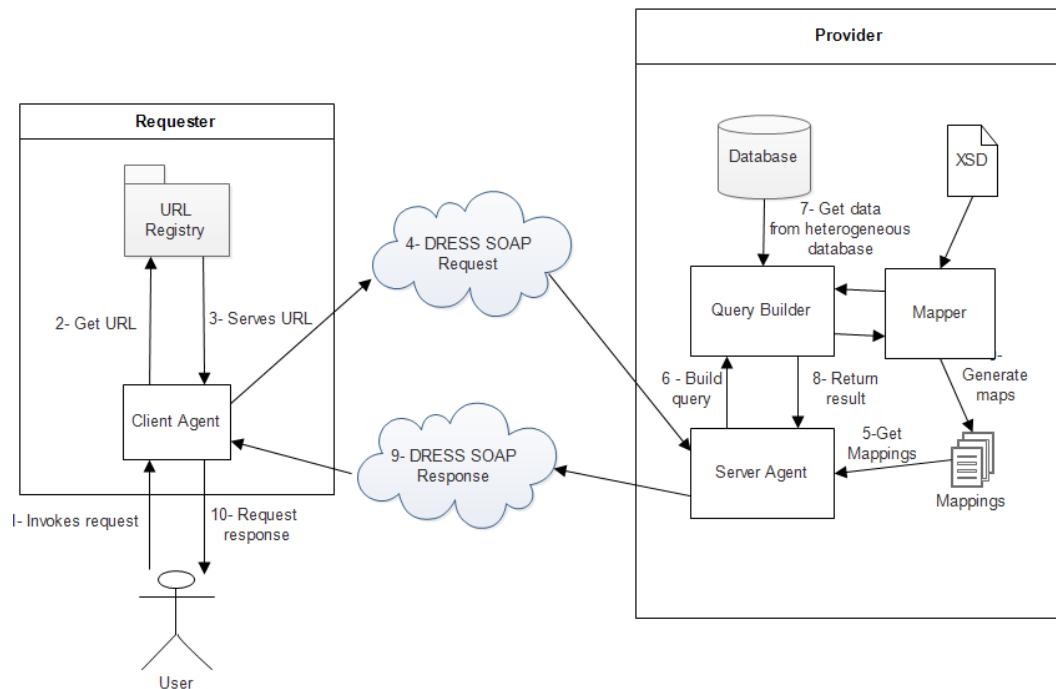 Provider
Requester
Database
XSD
URL
Registry
7- Get data
from heterogeneous
database
4- DRESS SOAP
Request
2- Get URL
3- Serves URL
Query Builder
Mapper
Generate
maps
6 - Build
query
8- Return
result
Client Agent
5-Get
Mappings
9- DRESS SOAP
Response
Server Agent
Mappings
- Invokes request
10- Request
response
User